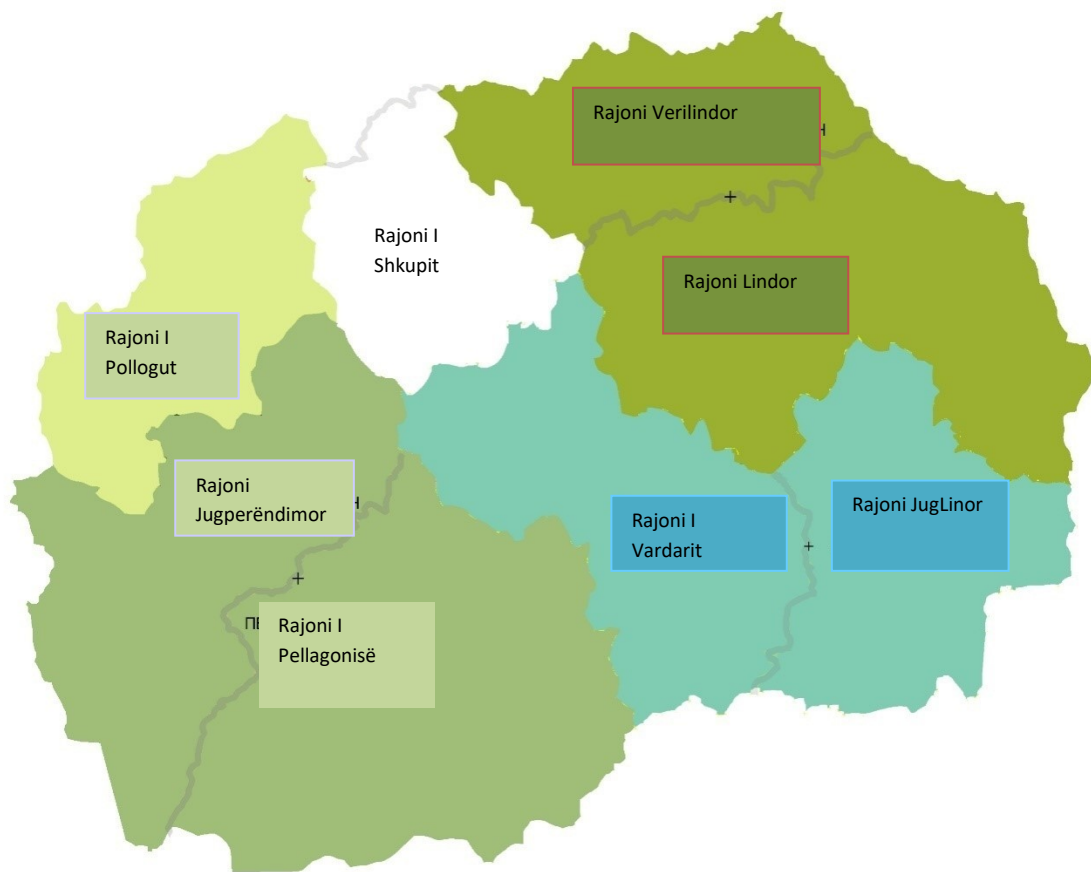 Rajoni Verilindor
Н
Rajoni I
Shkupit
Rajoni Lindor
Rajoni I
Pollogut
Rajoni
Jugperëndimor
Н
Rajoni I
Vardarit
Rajoni JugLinor
Rajoni I
Pellagonisë